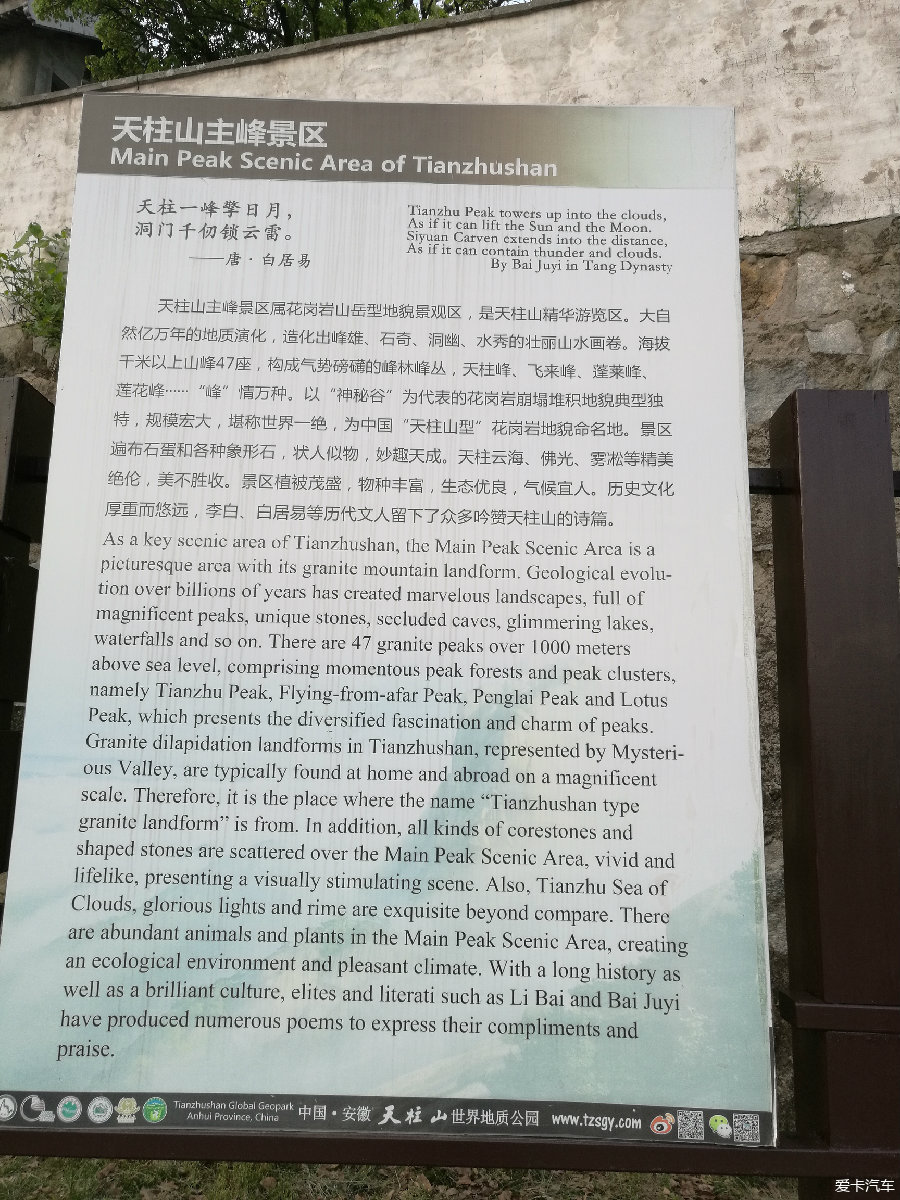 天柱山主峰景区
Main Peak Scenic Area of Tianzhushan
天柱一峰擎日月，
洞门千仞锁云雷。
——唐·白居易
Tianzhu Peak towers up into the clouds,
As if it can lift the Sun and the Moon.
Siyuan Carven extends into the distance,
As if it can contain thunder and clouds.
By Bai Juyi in Tang Dynasty
天柱山主峰景区属花岗岩山岳型地貌景观区，是天柱山精华游览区。大自
然亿万年的地质演化，造化出峰雄、石奇、洞幽、水秀的壮丽山水画卷。海拔
千米以上山峰47座，构成气势磅礴的峰林峰丛，天柱峰、飞来峰、蓬莱峰、
莲花峰······“峰”情万种。以“神秘谷”为代表的花岗岩崩塌堆积地貌典型独
特，规模宏大，堪称世界一绝，为中国“天柱山型”花岗岩地貌命名地。景区
遍布石蛋和各种象形石，状人似物，妙趣天成。天柱云海、佛光、雾凇等精美
绝伦，美不胜收。景区植被茂盛，物种丰富，生态优良，气候宜人。历史文化
厚重而悠远，李白、白居易等历代文人留下了众多吟赞天柱山的诗篇。
As a key scenic area of Tianzhushan, the Main Peak Scenic Area is a
picturesque area with its granite mountain landform. Geological evolu-
tion over billions of years has created marvelous landscapes, full of
magnificent peaks, unique stones, secluded caves, glimmering lakes,
waterfalls and so on. There are 47 granite peaks over 1000 meters
above sea level, comprising momentous peak forests and peak clusters,
namely Tianzhu Peak, Flying-from-afar Peak, Penglai Peak and Lotus
Peak, which presents the diversified fascination and charm of peaks.
Granite dilapidation landforms in Tianzhushan, represented by Mysteri-
ous Valley, are typically found at home and abroad on a magnificent
scale. Therefore, it is the place where the name “Tianzhushan type
granite landform” is from. In addition, all kinds of corestones and
shaped stones are scattered over the Main Peak Scenic Area, vivid and
lifelike, presenting a visually stimulating scene. Also, Tianzhu Sea of
Clouds, glorious lights and rime are exquisite beyond compare. There
are abundant animals and plants in the Main Peak Scenic Area, creating
an ecological environment and pleasant climate. With a long history as
well as a brilliant culture, elites and literati such as Li Bai and Bai Juyi
have produced numerous poems to express their compliments and
praise.
Tianzhushan Global Geopark
Anhui Province, China
中国·安徽 天柱山世界地质公园 www.tzsgy.com
爱卡汽车